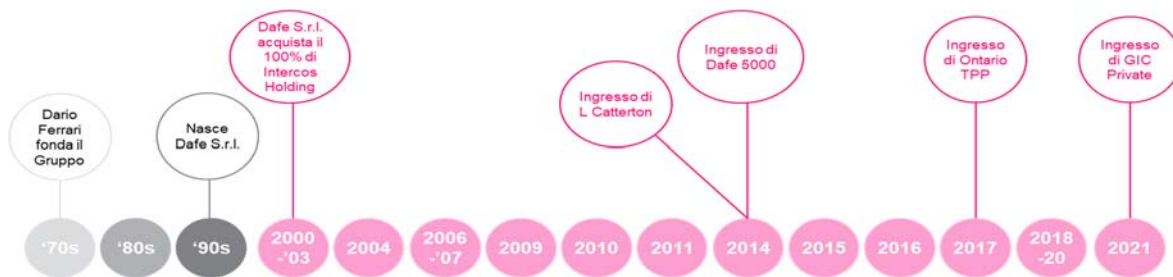 Dafe S.r.l.
acquista il
100% di
Intercos
Holding
Ingresso di
Dafe 5000
Ingresso
di Ontario
TPP
Ingresso
di GIC
Private
Ingresso di
L Catterton
Dario
Ferrari
fonda il
Gruppo
Nasce
Dafe S.r.l.
‘70s
‘80s
‘90s
2000
-’03
2004
2006
-’07
2009
2010
2011
2014
2015
2016
2017
2018
-20
2021